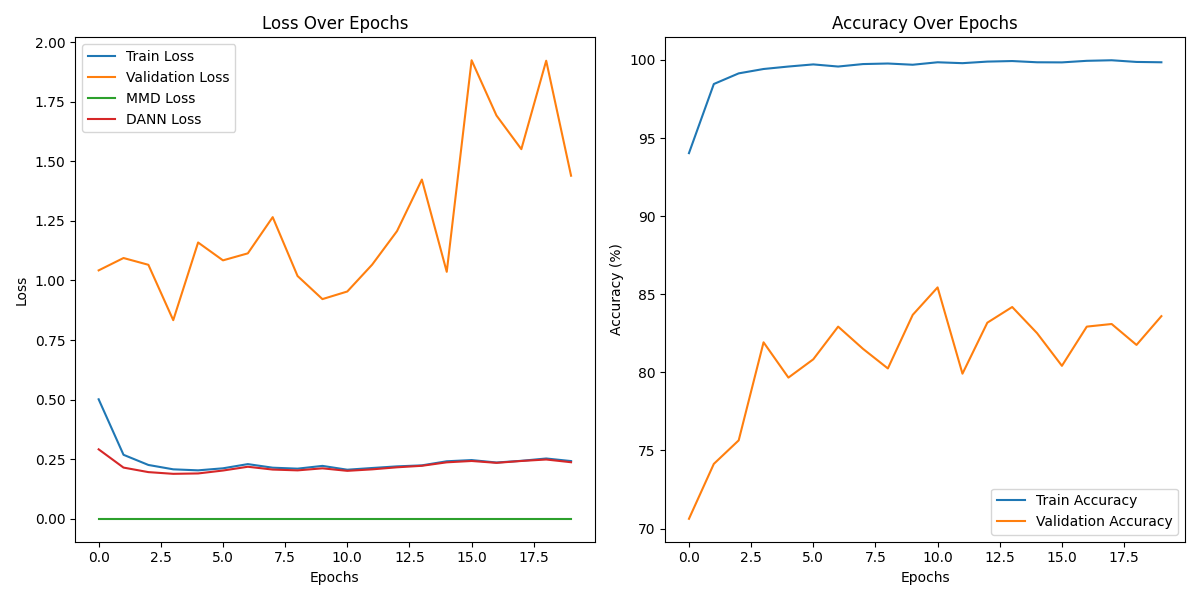 Loss Over Epochs
Train Loss
Validation Loss
MMD Loss
DANN Loss
2.00
1.75
1.50
1.25
1.00
0.75
0.50
0.25
0.00
Loss
0.0 2.5 5.0 7.5 10.0 12.5 15.0 17.5
Epochs
Accuracy Over Epochs
100
95
90
85
80
75
70
Accuracy (%)
Train Accuracy
Validation Accuracy
0.0 2.5 5.0 7.5 10.0 12.5 15.0 17.5
Epochs